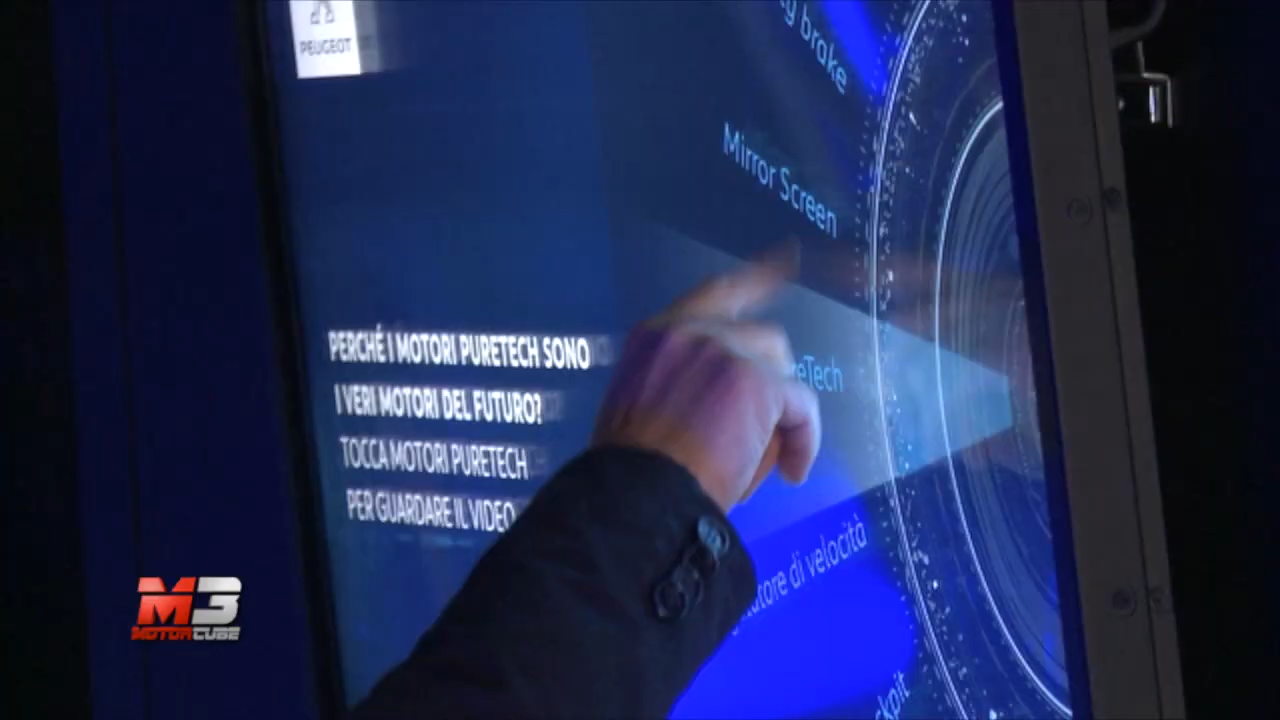 PEUGEOT
brake
Mirror Screen
PERCHÉ I MOTORI PURETECH SONO
I VERI MOTORI DEL FUTURO?
TOCCA MOTORI PURETECH
PER GUARDARE IL VIDEO
di velocità
M3
MOTORCUBE